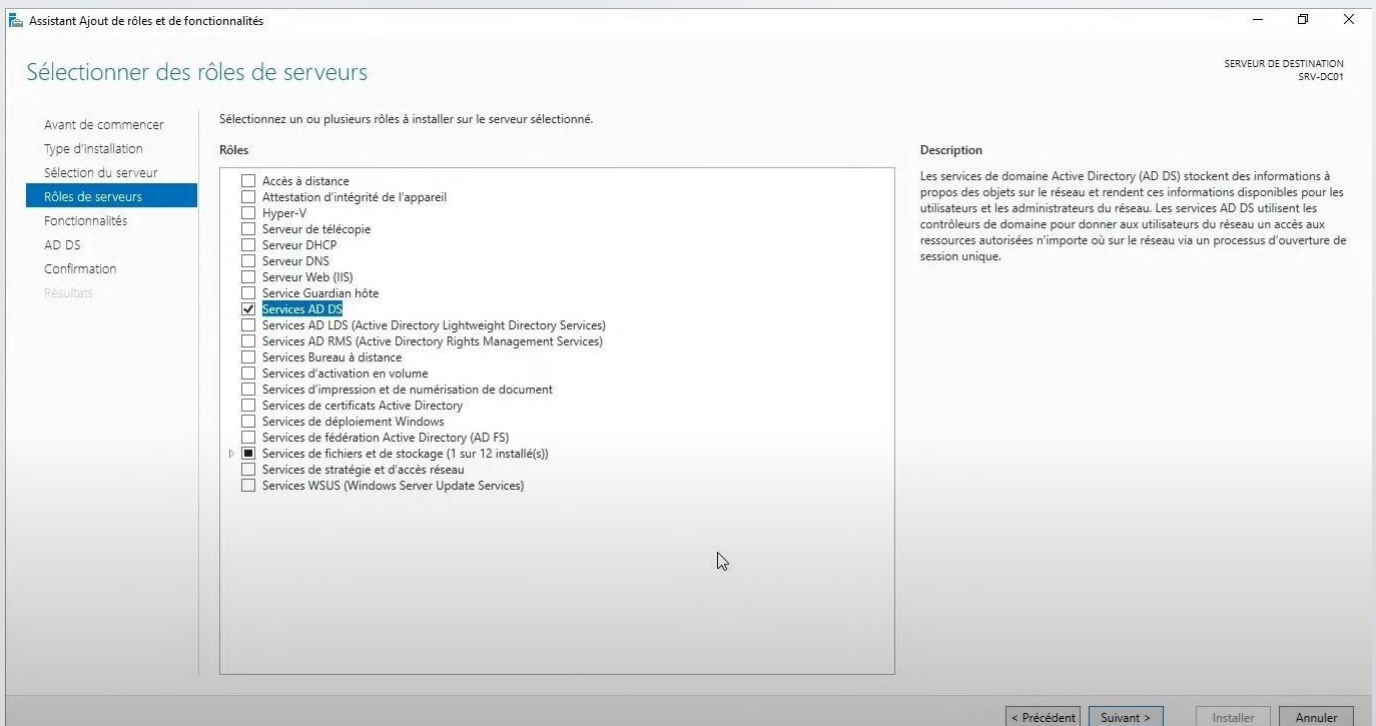 Assistant Ajout de rôles et de fonctionnalités
Sélectionner des rôles de serveurs
SERVEUR DE DESTINATION
SRV-DC01
Avant de commencer
Type d'installation
Sélection du serveur
Rôles de serveurs
Fonctionnalités
AD DS
Confirmation
Résultats
Sélectionnez un ou plusieurs rôles à installer sur le serveur sélectionné.
Rôles
Accès à distance
Attestation d'intégrité de l'appareil
Hyper-V
Serveur de télécopie
Serveur DHCP
Serveur DNS
Serveur Web (IIS)
Service Guardian hôte
Services AD DS
Services AD LDS (Active Directory Lightweight Directory Services)
Services AD RMS (Active Directory Rights Management Services)
Services Bureau à distance
Services d'activation en volume
Services d'impression et de numérisation de document
Services de certificats Active Directory
Services de déploiement Windows
Services de fédération Active Directory (AD FS)
Services de fichiers et de stockage (1 sur 12 installé(s))
Services de stratégie et d'accès réseau
Services WSUS (Windows Server Update Services)
Description
Les services de domaine Active Directory (AD DS) stockent des informations à
propos des objets sur le réseau et rendent ces informations disponibles pour les
utilisateurs et les administrateurs du réseau. Les services AD DS utilisent les
contrôleurs de domaine pour donner aux utilisateurs du réseau un accès aux
ressources autorisées n'importe où sur le réseau via un processus d'ouverture de
session unique.
< Précédent
Suivant >
Installer
Annuler